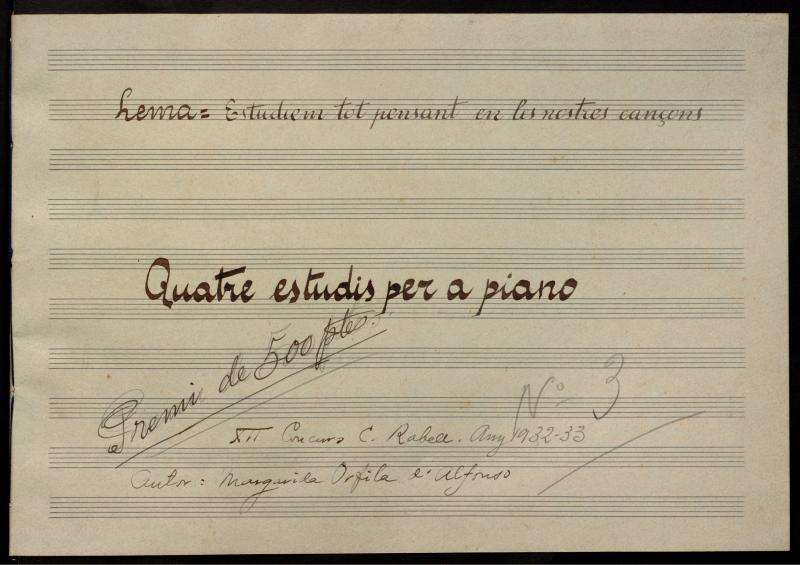 Lema = Estudiem tot pensant en les nostres cançons
Quatre estudis per a piano
Premi de 500 ptes.
Nº 3
XII Concurs C. Rabell. Any 1932-33
Autor: Margarida Orfila d'Alfonso